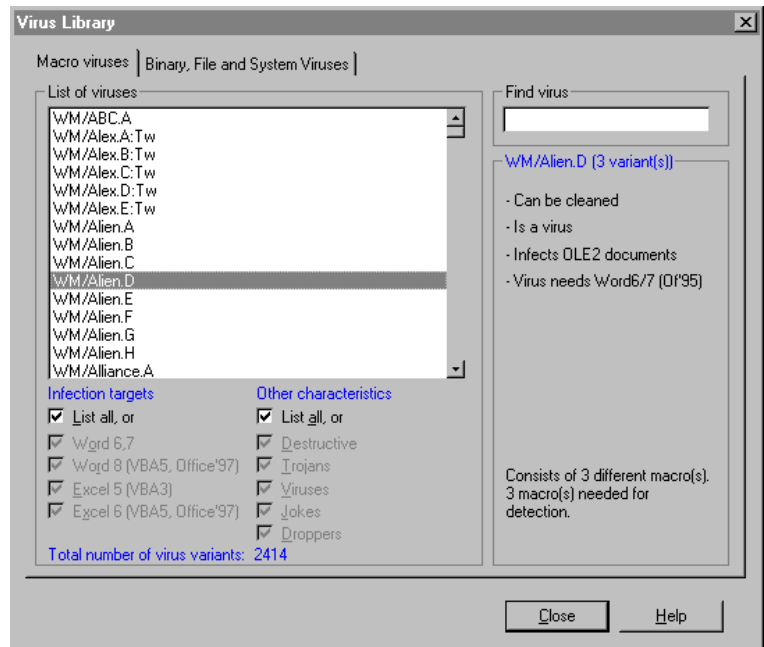 Virus Library
Macro viruses
Binary, File and System Viruses
List of viruses
WM/ABC.A
WM/Alex.A:Tw
WM/Alex.B:Tw
WM/Alex.C:Tw
WM/Alex.D:Tw
WM/Alex.E:Tw
WM/Alien.A
WM/Alien.B
WM/Alien.C
WM/Alien.D
WM/Alien.E
WM/Alien.F
WM/Alien.G
WM/Alien.H
WM/Alliance.A
Infection targets
List all, or
Word 6,7
Word 8 (VBA5, Office'97)
Excel 5 (VBA3)
Excel 6 (VBA5, Office'97)
Other characteristics
List all, or
Destructive
Trojans
Viruses
Jokes
Droppers
Total number of virus variants: 2414
Find virus
WM/Alien.D (3 variant(s))
- Can be cleaned
- Is a virus
- Infects OLE2 documents
- Virus needs Word6/7 (Of'95)
Consists of 3 different macro(s).
3 macro(s) needed for
detection.
Close
Help